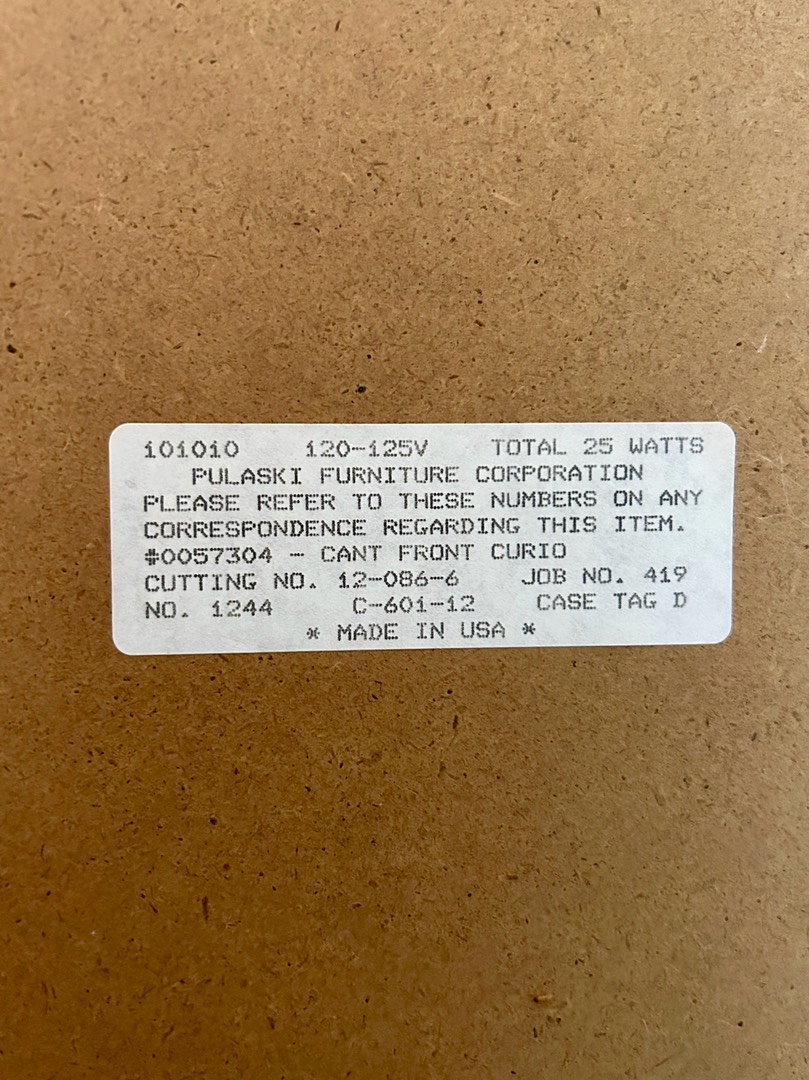 101010 120-125V TOTAL 25 WATTS
PULASKI FURNITURE CORPORATION
PLEASE REFER TO THESE NUMBERS ON ANY
CORRESPONDENCE REGARDING THIS ITEM.
#0057304 - CANT FRONT CURIO
CUTTING NO. 12-086-6 JOB NO. 419
NO. 1244 C-601-12 CASE TAG D
* MADE IN USA *